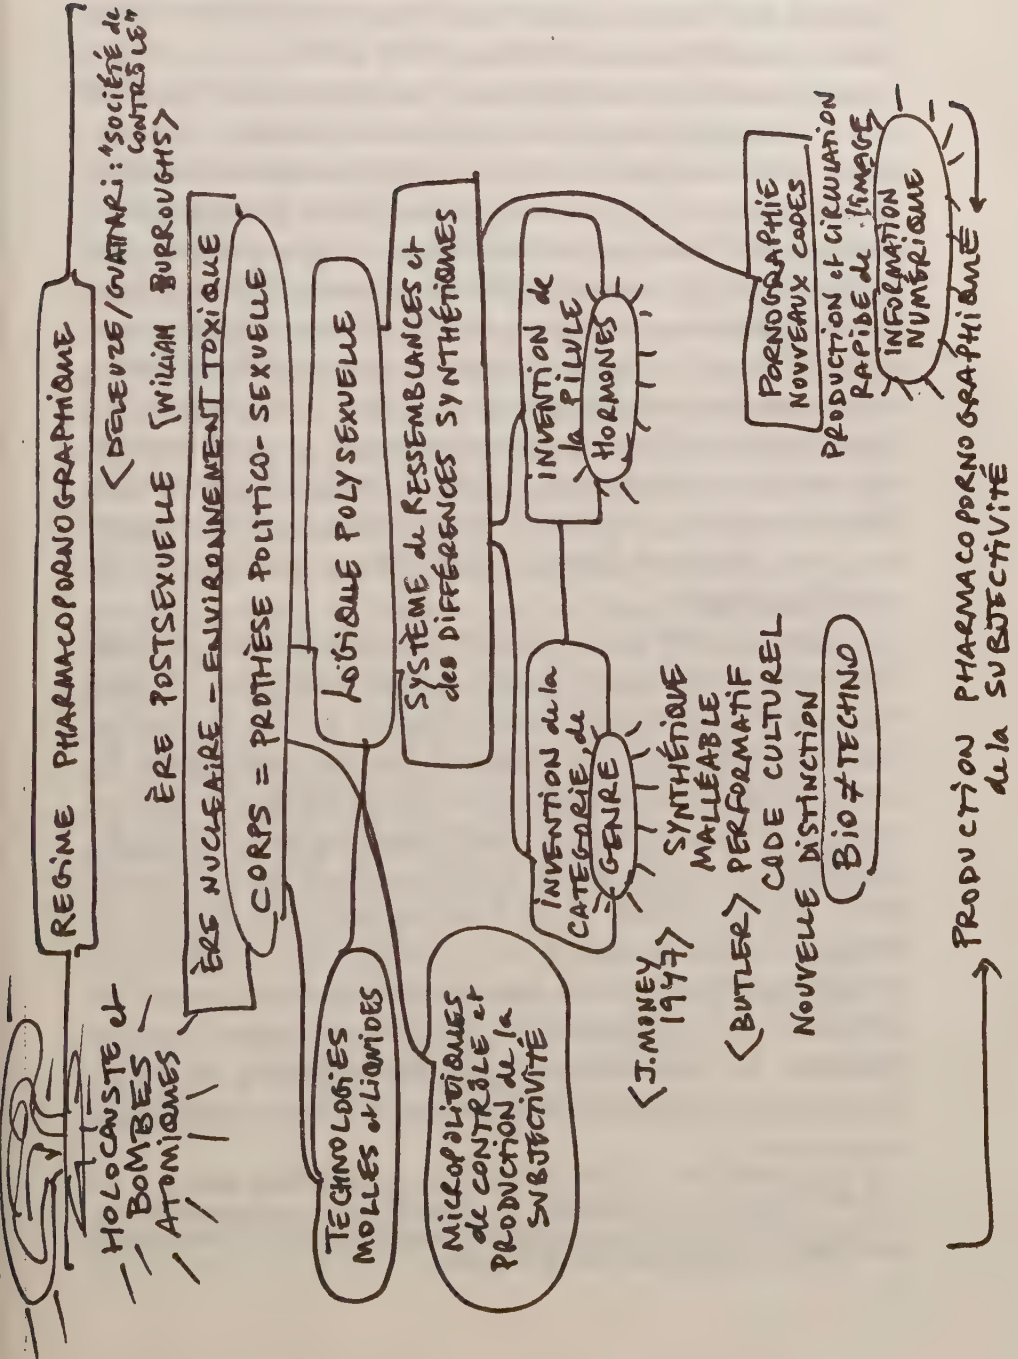 REGIME PHARMACOPORNOGRAPHIQUE
<DELEUZE/GUATTARI: "SOCIÉTÉ de
CONTRÔLE"
HOLOCAUSTE et
BOMBES
ATOMIQUES
ÈRE POSTSEXUELLE [WILLIAM BURROUGHS>
ÈRE NUCLEAIRE - ENVIRONNEMENT TOXIQUE
CORPS = PROTHÈSE POLITICO-SEXUELLE
TECHNOLOGIES
MOLLES et LIQUIDES
LOGIQUE POLYSEXUELLE
MICROPOLITIQUES
de CONTRÔLE et
PRODUCTION de la
SUBJECTIVITÉ
SYSTÈME de RESSEMBLANCES et
des DIFFÉRENCES SYNTHÉTIQUES
INVENTION de la
CATEGORIE, de
GENRE
INVENTION de
la PILULE
HORMONES
<J. MONEY,
1947>
SYNTHÉTIQUE
MALLÉABLE
<BUTLER> PERFORMATIF
CODE CULTUREL
NOUVELLE DISTINCTION
BiO ≠ TECHNO
PORNOGRAPHIE
NOUVEAUX CODES
PRODUCTION et CIRCULATION
RAPIDE de l'IMAGE
INFORMATION
NUMÉRIQUE
PRODUCTION PHARMACOPORNOGRAPHIQUE
de la SUBJECTIVITÉ